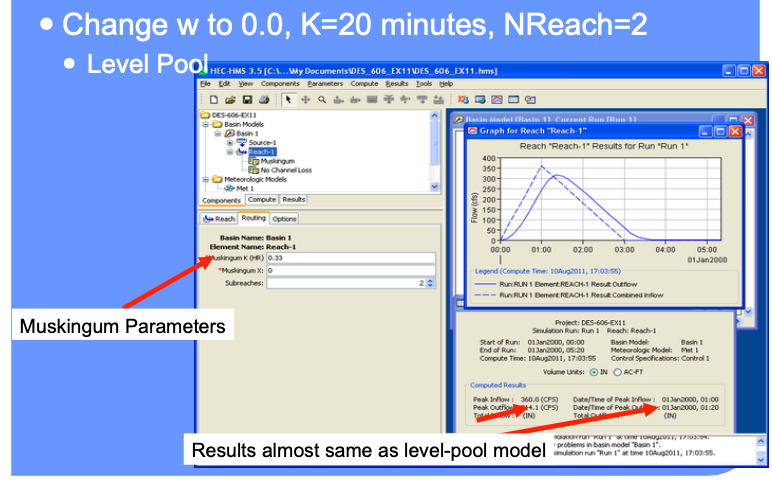 • Change w to 0.0, K=20 minutes, NReach=2
• Level Pool
HEC-HMS 3.5 [C:\...\My Documents\DES_606_EX11\DES_606_EX11.hms]
File Edit View Components Parameters Compute Results Tools Help
DES-606-EX11
Basin Models
Basin 1
Source-1
Reach-1
Muskingum
No Channel Loss
Meteorologic Models
Met 1
Components Compute Results
Reach Routing Options
Basin Name: Basin 1
Element Name: Reach-1
*Muskingum K (HR) 0.33
*Muskingum X: 0
Subreaches: 2
Muskingum Parameters
Basin Model [Basin 1] Current Run [Run 1]
Graph for Reach "Reach-1"
Reach "Reach-1" Results for Run "Run 1"
Flow (cfs)
400
350
300
250
200
150
100
50
0
00:00 01:00 02:00 03:00 04:00 05:00
01Jan2000
Legend (Compute Time: 10Aug2011, 17:03:55)
Run:RUN 1 Element:REACH-1 Result:Outflow
Run:RUN 1 Element:REACH-1 Result:Combined Inflow
Project: DES-606-EX11
Simulation Run: Run 1 Reach: Reach-1
Start of Run: 01Jan2000, 00:00 Basin Model: Basin 1
End of Run: 01Jan2000, 05:20 Meteorologic Model: Met 1
Compute Time: 10Aug2011, 17:03:55 Control Specifications: Control 1
Volume Units: IN AC-FT
Computed Results
Peak Inflow : 360.0 (CFS) Date/Time of Peak Inflow : 01Jan2000, 01:00
Peak Outflow : (CFS) Date/Time of Peak 01Jan2000, 01:20
Total (IN) Total (IN)
Results almost same as level-pool model
"Run 1" at time 10Aug2011, 17:03:54.
problems in basin model "Basin 1".
simulation run "Run 1" at time 10Aug2011, 17:03:55.